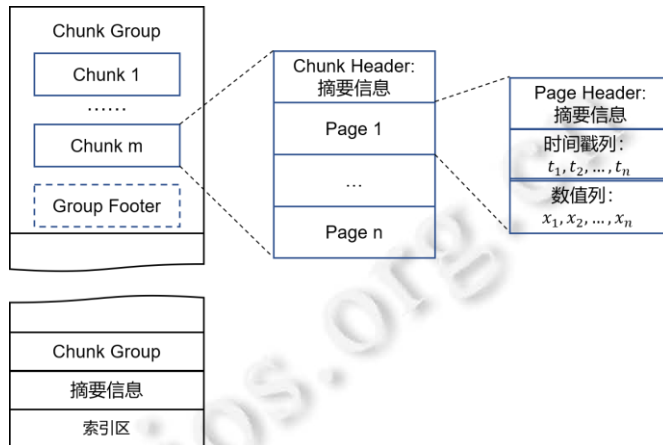 Chunk Group
Chunk 1
……
Chunk m
Group Footer
Chunk Group
摘要信息
索引区
Chunk Header:
摘要信息
Page 1
...
Page n
Page Header:
摘要信息
时间戳列:
t₁, t₂, ..., tₙ
数值列:
x₁, x₂, ..., xₙ